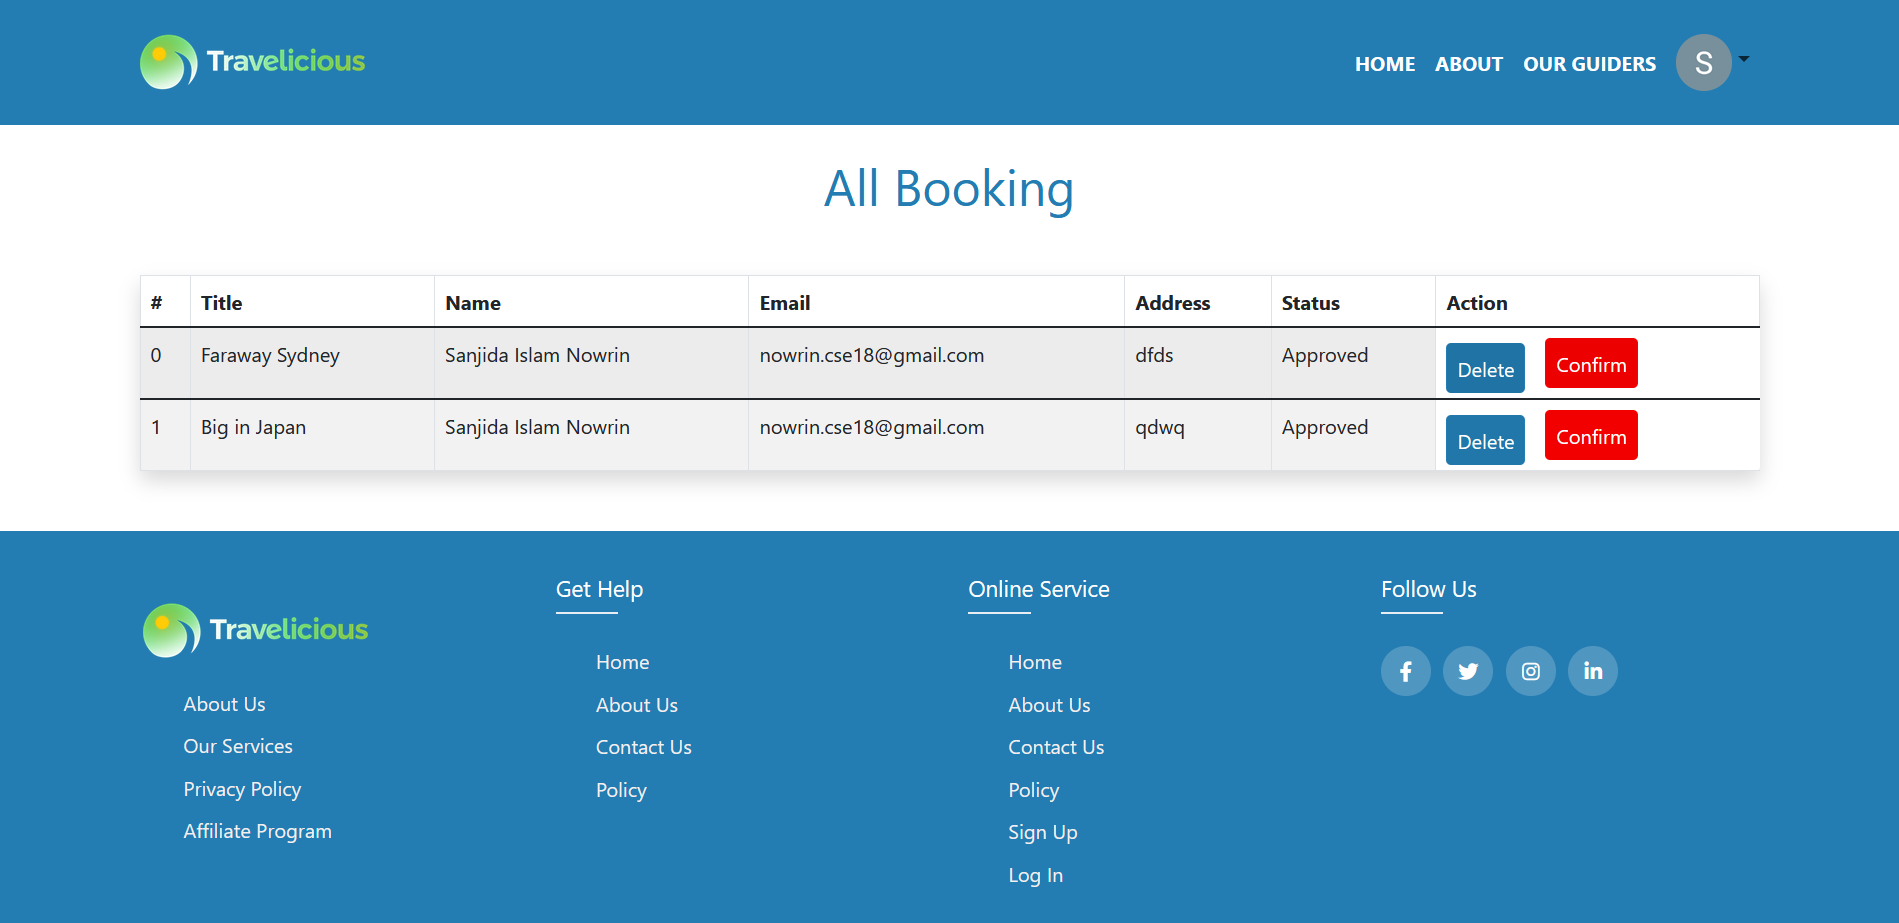 Travelicious
HOME ABOUT OUR GUIDERS S
All Booking
# Title Name Email Address Status Action
0 Faraway Sydney Sanjida Islam Nowrin nowrin.cse18@gmail.com dfds Approved Delete Confirm
1 Big in Japan Sanjida Islam Nowrin nowrin.cse18@gmail.com qdwq Approved Delete Confirm
Travelicious
About Us
Our Services
Privacy Policy
Affiliate Program
Get Help
Home
About Us
Contact Us
Policy
Online Service
Home
About Us
Contact Us
Policy
Sign Up
Log In
Follow Us